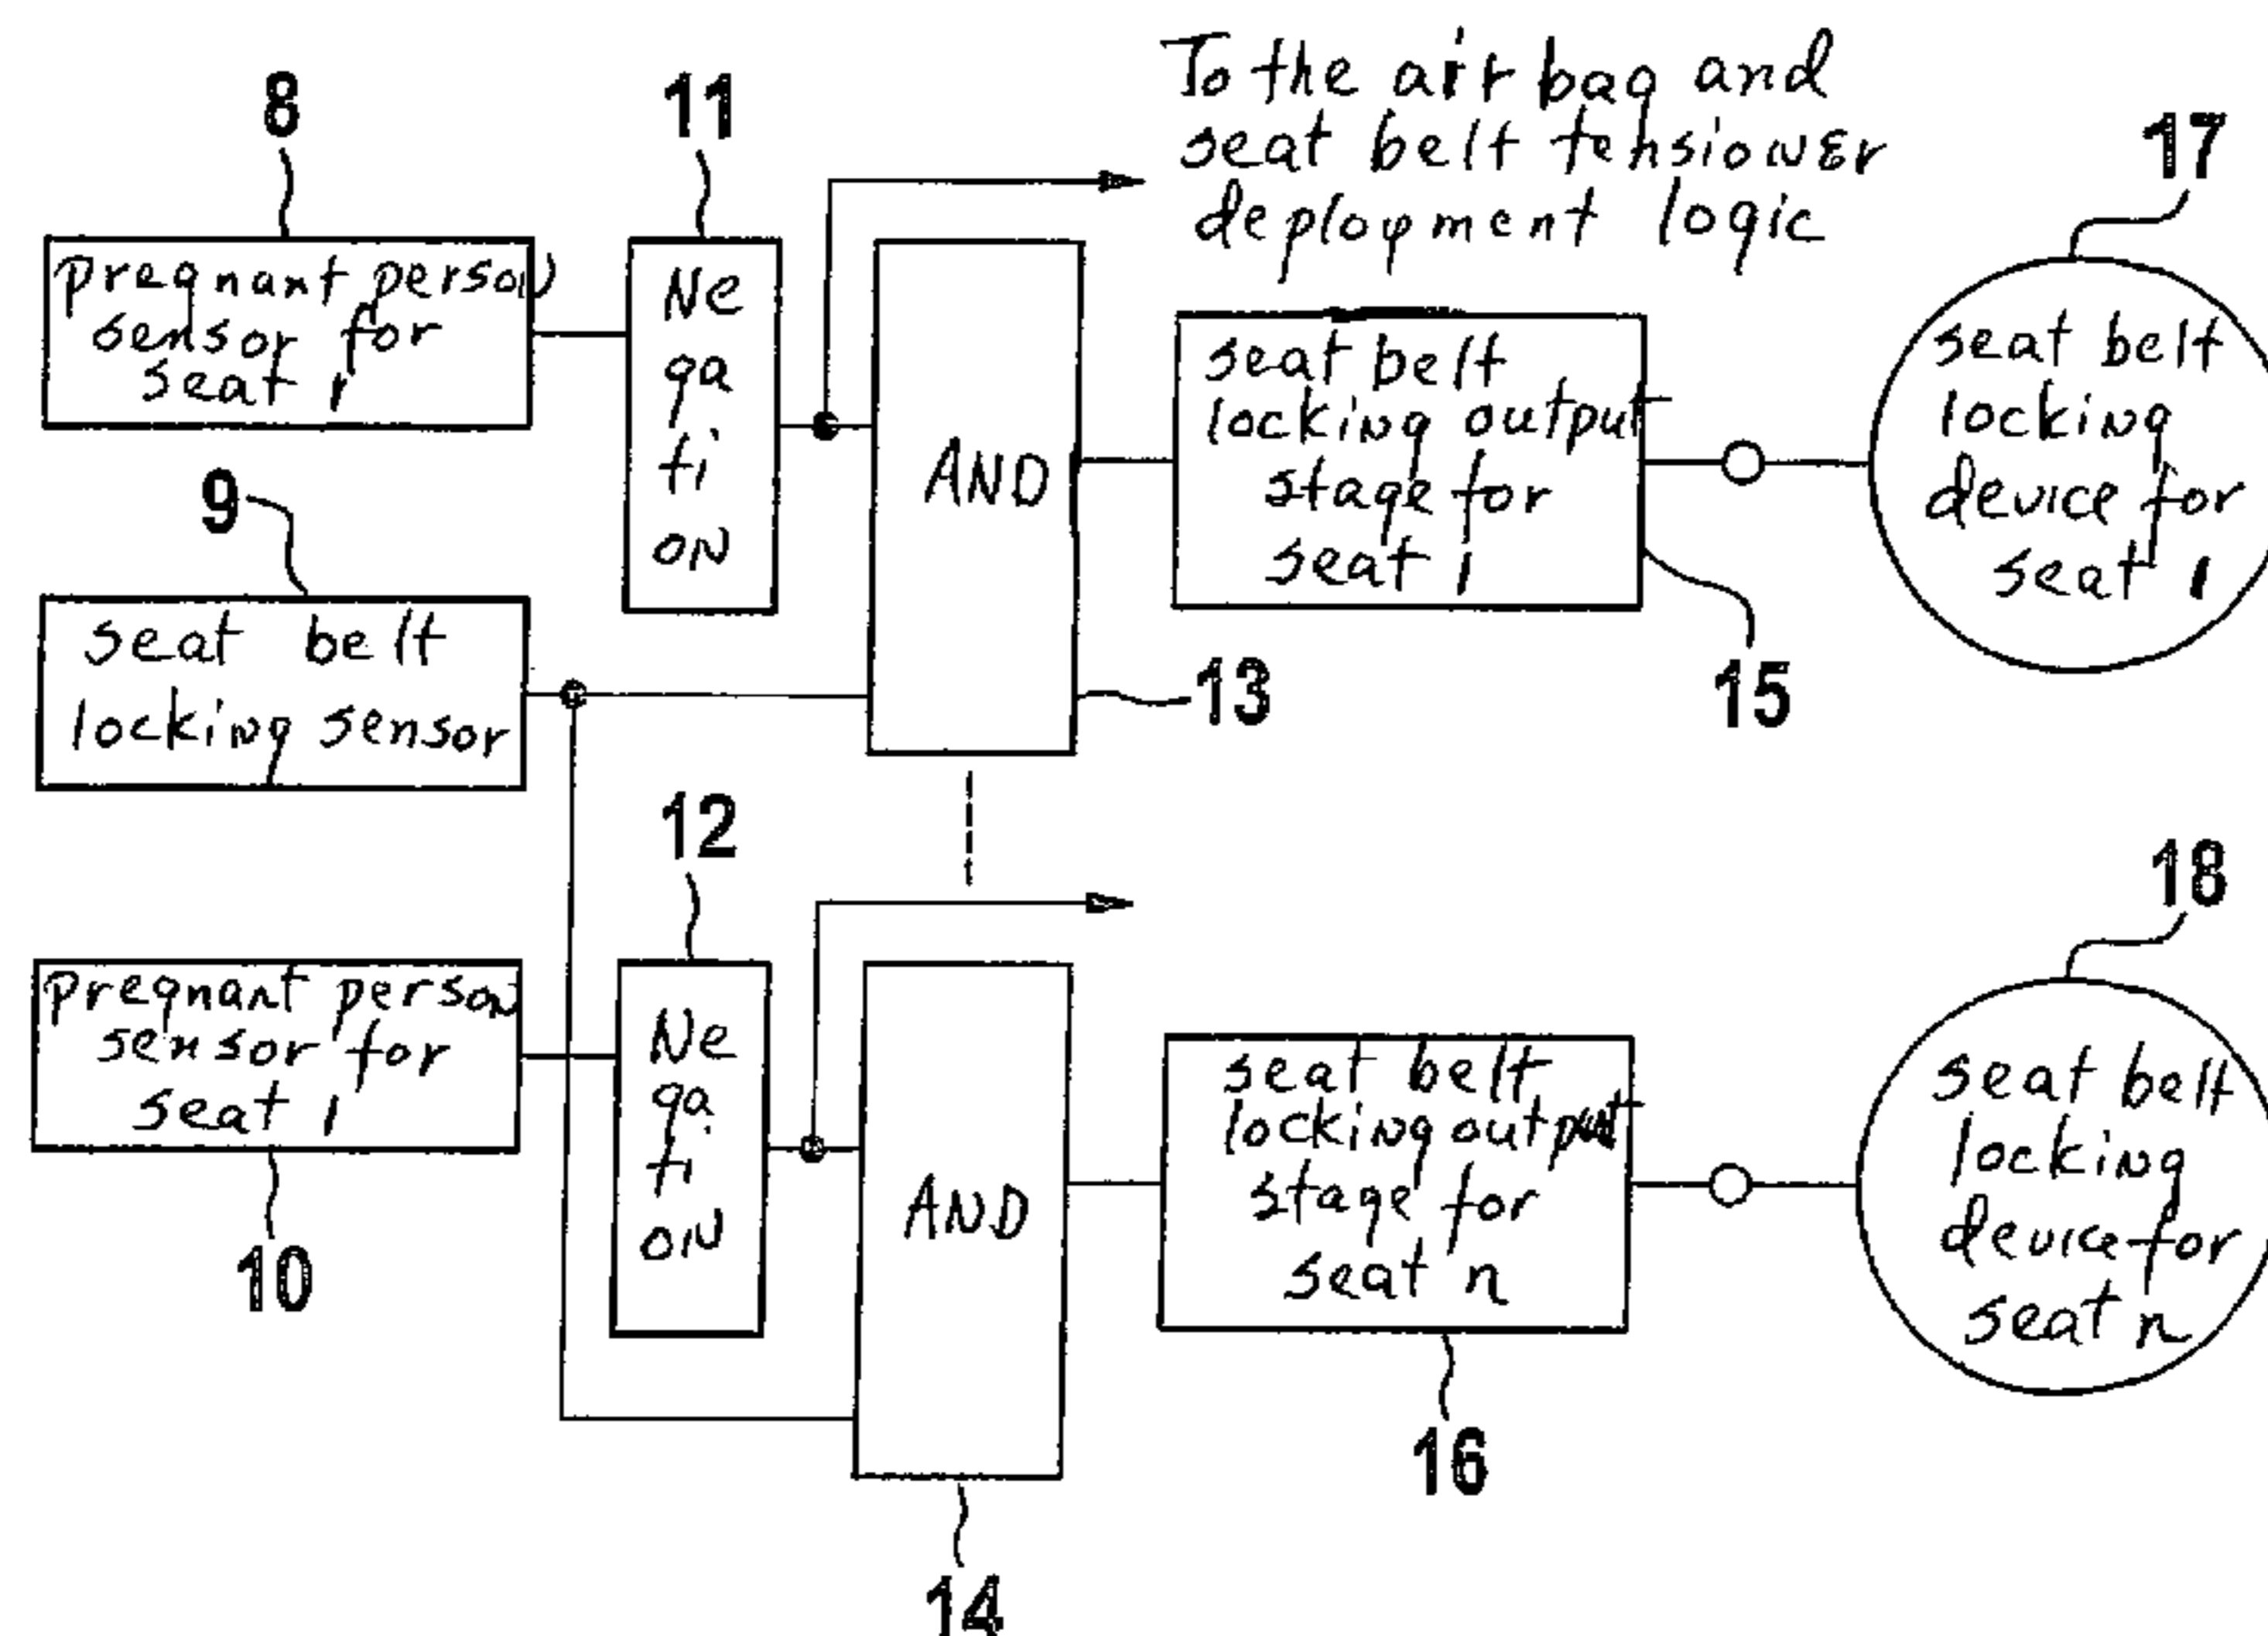 8
11
To the air bag and
seat belt tensioner
deployment logic
17
pregnant person
sensor for
seat 1
Ne
ga
ti
on
AND
seat belt
locking output
stage for
seat 1
seat belt
locking
device for
seat 1
9
seat belt
locking sensor
13
15
12
18
pregnant person
sensor for
seat 1
Ne
ga
ti
on
AND
seat belt
locking output
stage for
seat n
seat belt
locking
device for
seat n
10
16
14